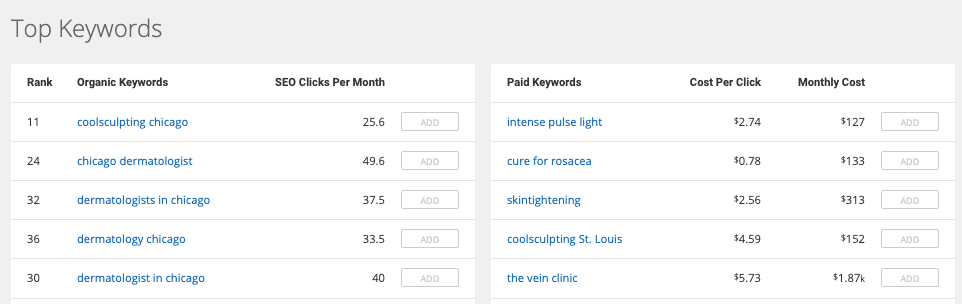 Top Keywords
Rank Organic Keywords SEO Clicks Per Month
11 coolsculpting chicago 25.6 ADD
24 chicago dermatologist 49.6 ADD
32 dermatologists in chicago 37.5 ADD
36 dermatology chicago 33.5 ADD
30 dermatologist in chicago 40 ADD
Paid Keywords Cost Per Click Monthly Cost
intense pulse light $2.74 $127 ADD
cure for rosacea $0.78 $133 ADD
skintightening $2.56 $313 ADD
coolsculpting St. Louis $4.59 $152 ADD
the vein clinic $5.73 $1.87k ADD